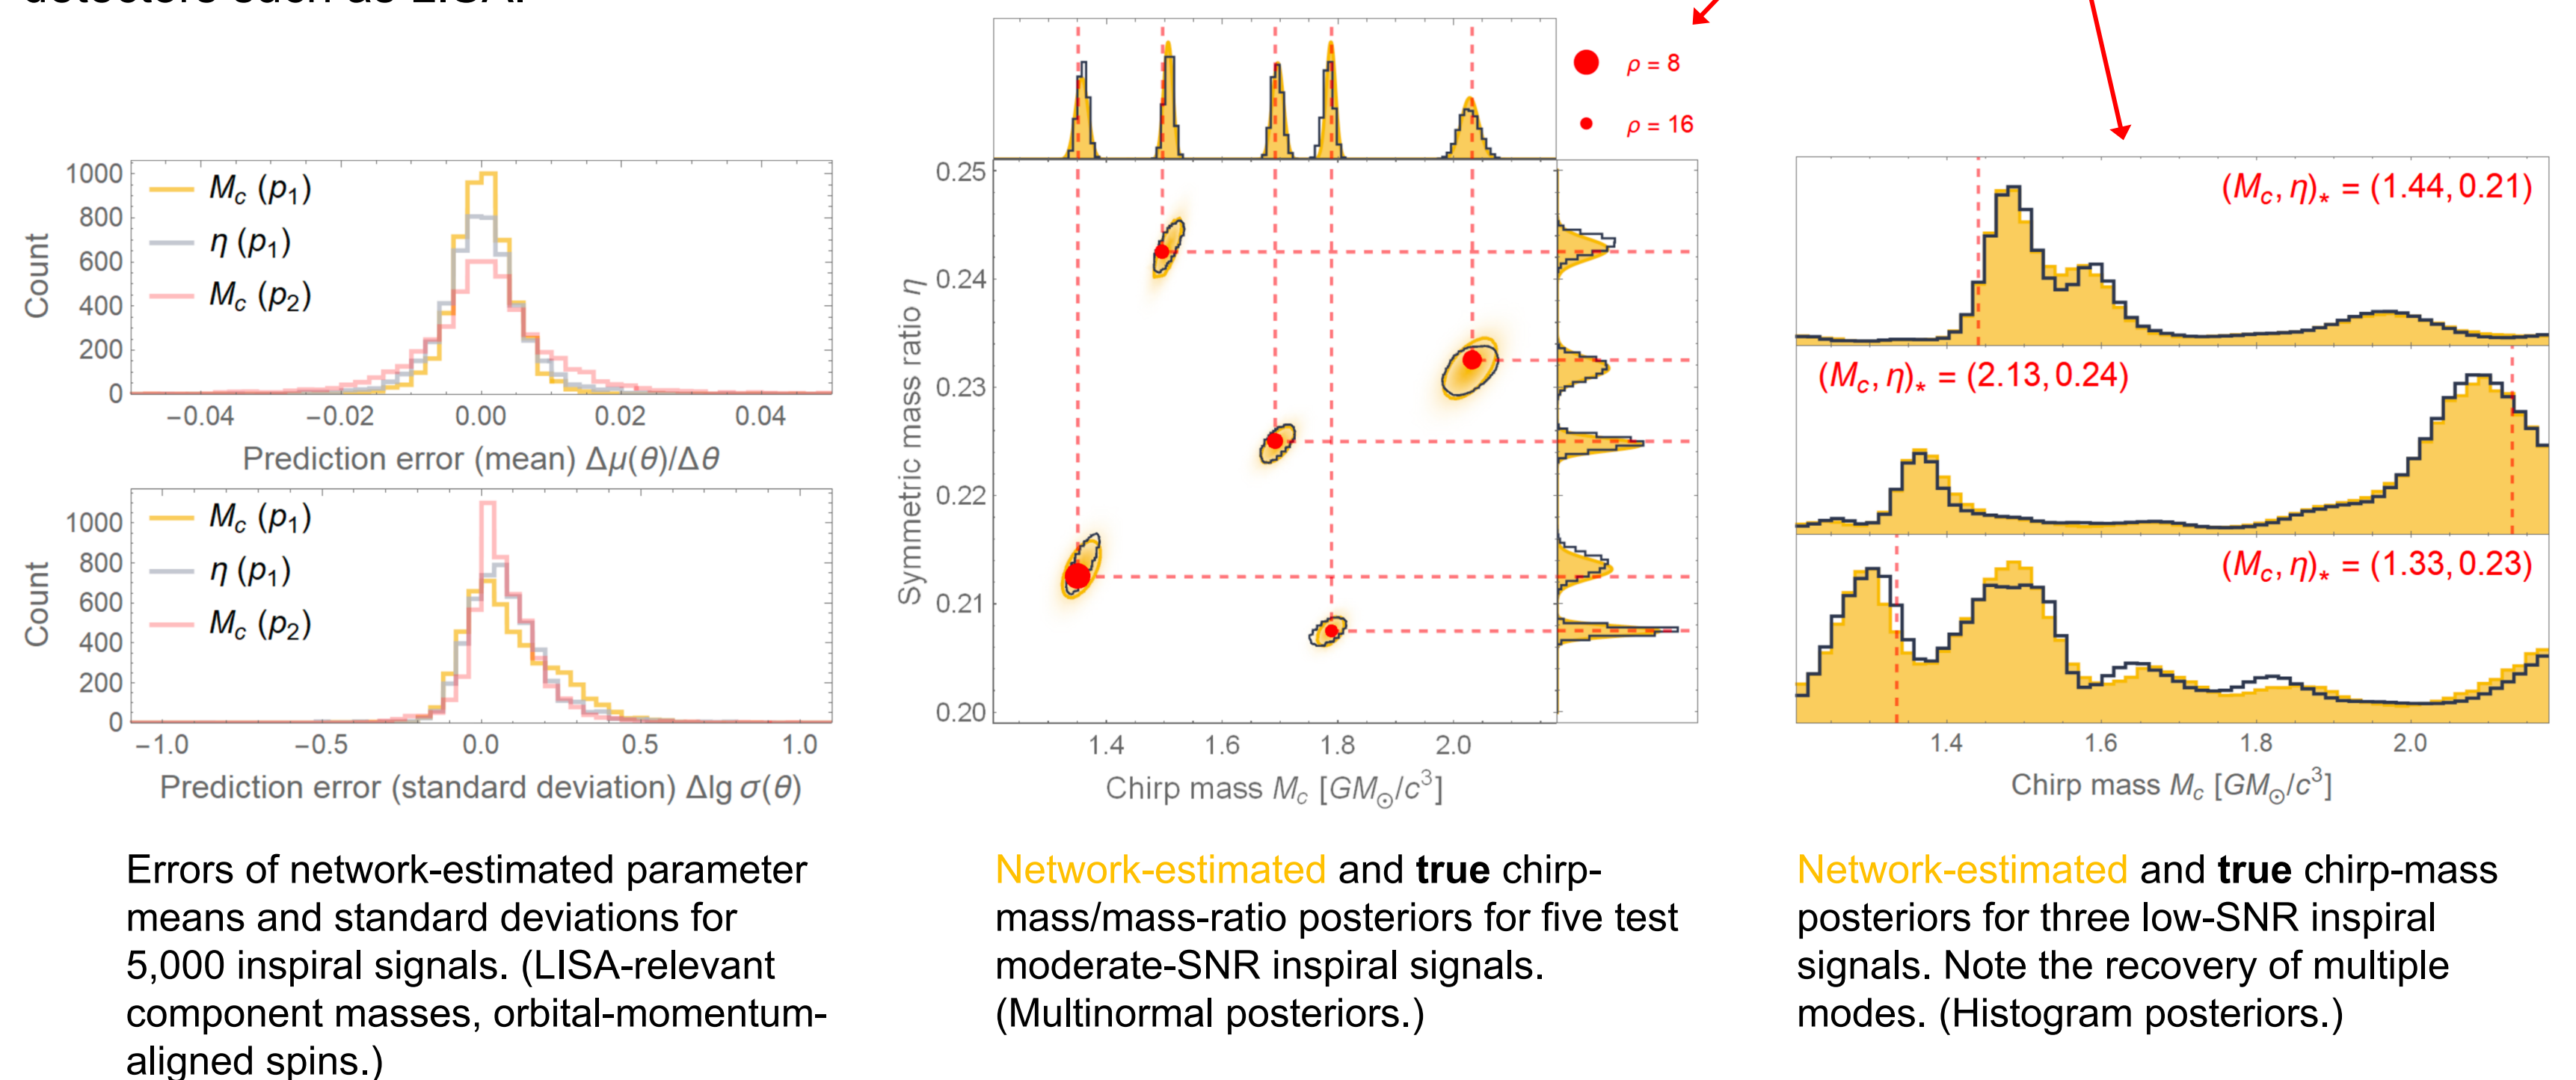 detectors such as LISA.
1000
800
600
400
200
0
Count
M_c (p_1)
η (p_1)
M_c (p_2)
−0.04 −0.02 0.00 0.02 0.04
Prediction error (mean) Δμ(θ)/Δθ
1000
800
600
400
200
0
Count
M_c (p_1)
η (p_1)
M_c (p_2)
−1.0 −0.5 0.0 0.5 1.0
Prediction error (standard deviation) Δlg σ(θ)
Errors of network-estimated parameter
means and standard deviations for
5,000 inspiral signals. (LISA-relevant
component masses, orbital-momentum-
aligned spins.)
ρ = 8
ρ = 16
0.25
0.24
0.23
0.22
0.21
0.20
Symmetric mass ratio η
1.4 1.6 1.8 2.0
Chirp mass M_c [GM_⊙/c^3]
Network-estimated and true chirp-
mass/mass-ratio posteriors for five test
moderate-SNR inspiral signals.
(Multinormal posteriors.)
(M_c, η)_* = (1.44, 0.21)
(M_c, η)_* = (2.13, 0.24)
(M_c, η)_* = (1.33, 0.23)
1.4 1.6 1.8 2.0
Chirp mass M_c [GM_⊙/c^3]
Network-estimated and true chirp-mass
posteriors for three low-SNR inspiral
signals. Note the recovery of multiple
modes. (Histogram posteriors.)